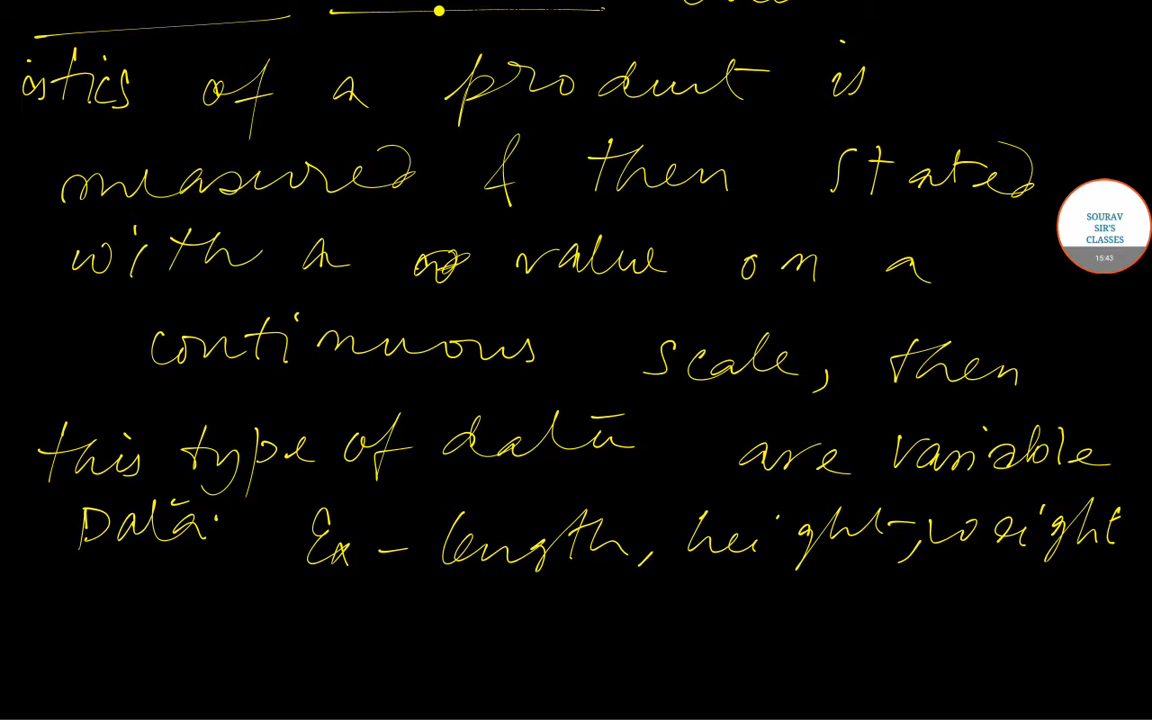 istics of a product is
measured & then stated
with a value on a
continuous scale, then
this type of data are variable
Data. Ex - length, height, weight
SOURAV
SIR'S
CLASSES
15:43